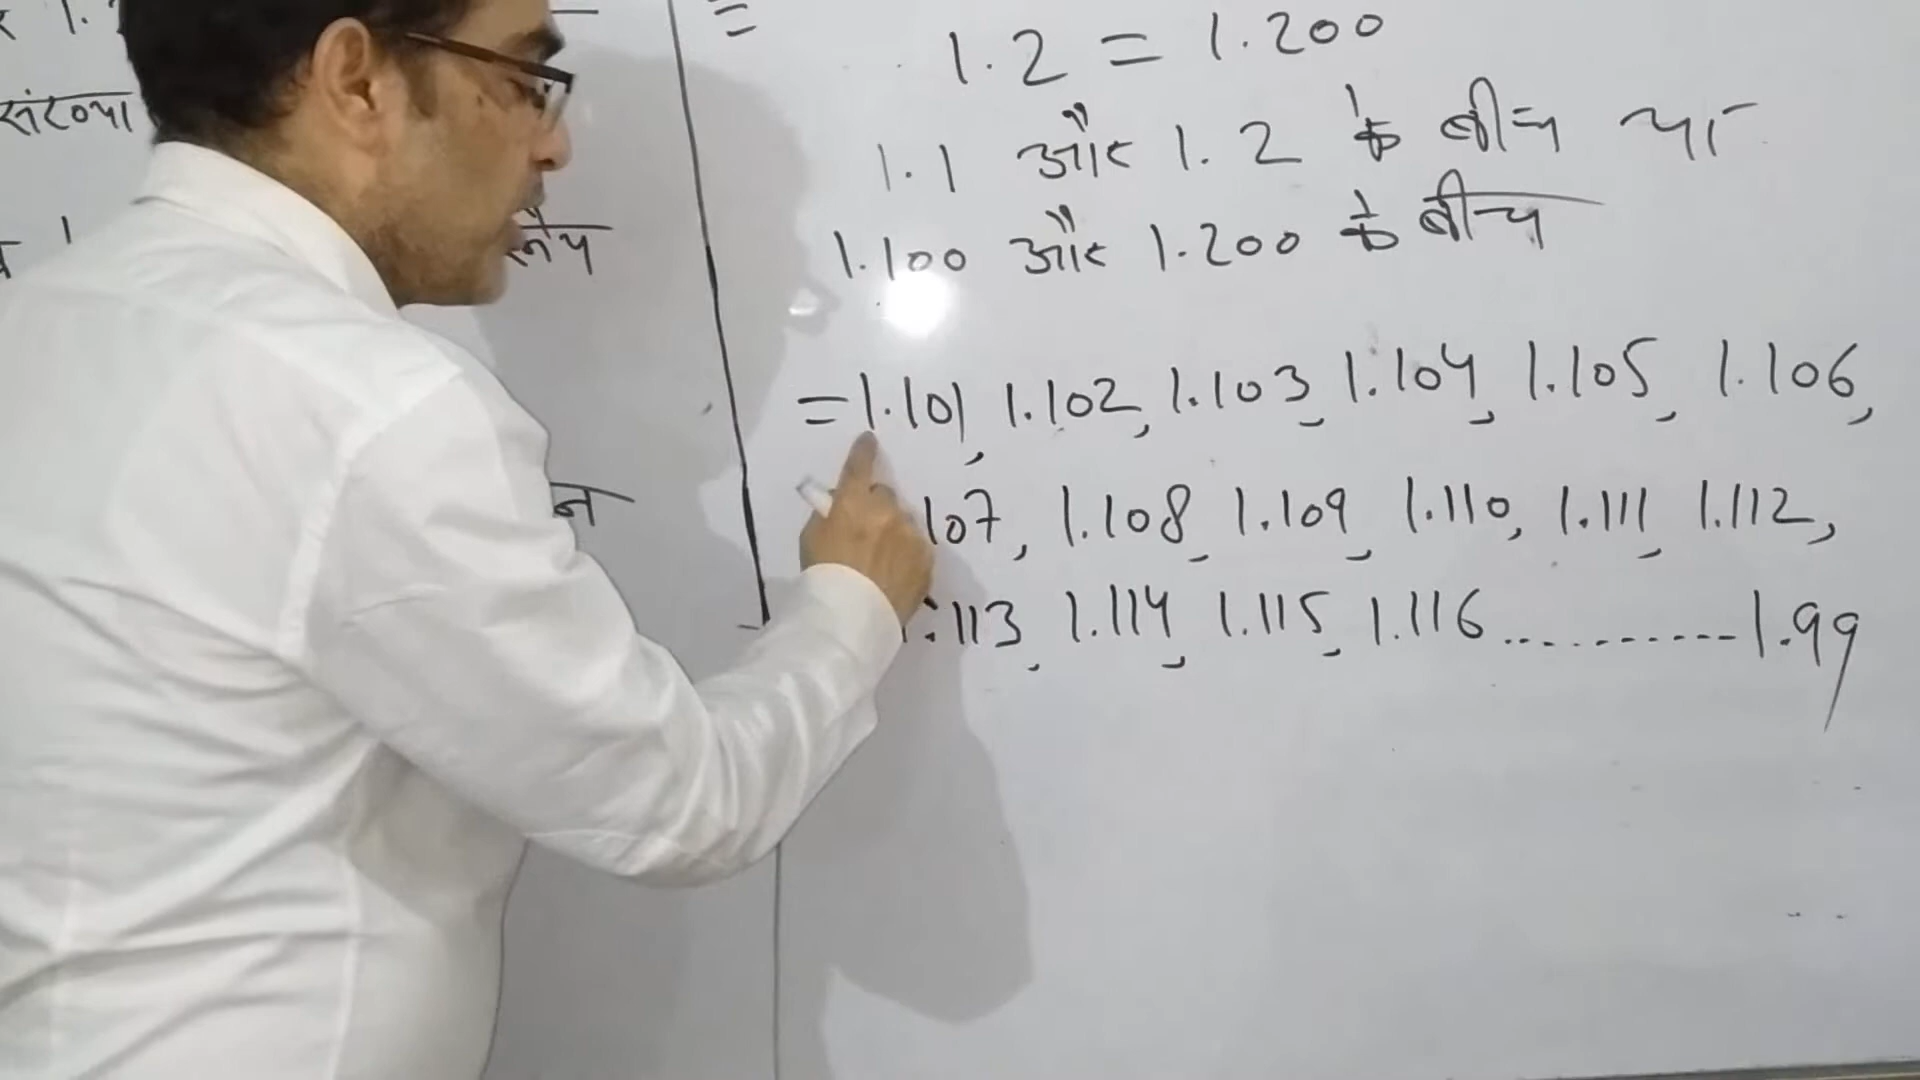 संख्या
1.2 = 1.200
1.1 और 1.2 के बीच या
1.100 और 1.200 के बीच
= 1.101, 1.102, 1.103, 1.104, 1.105, 1.106,
107, 1.108, 1.109, 1.110, 1.111, 1.112,
.113, 1.114, 1.115, 1.116 .......... 1.99